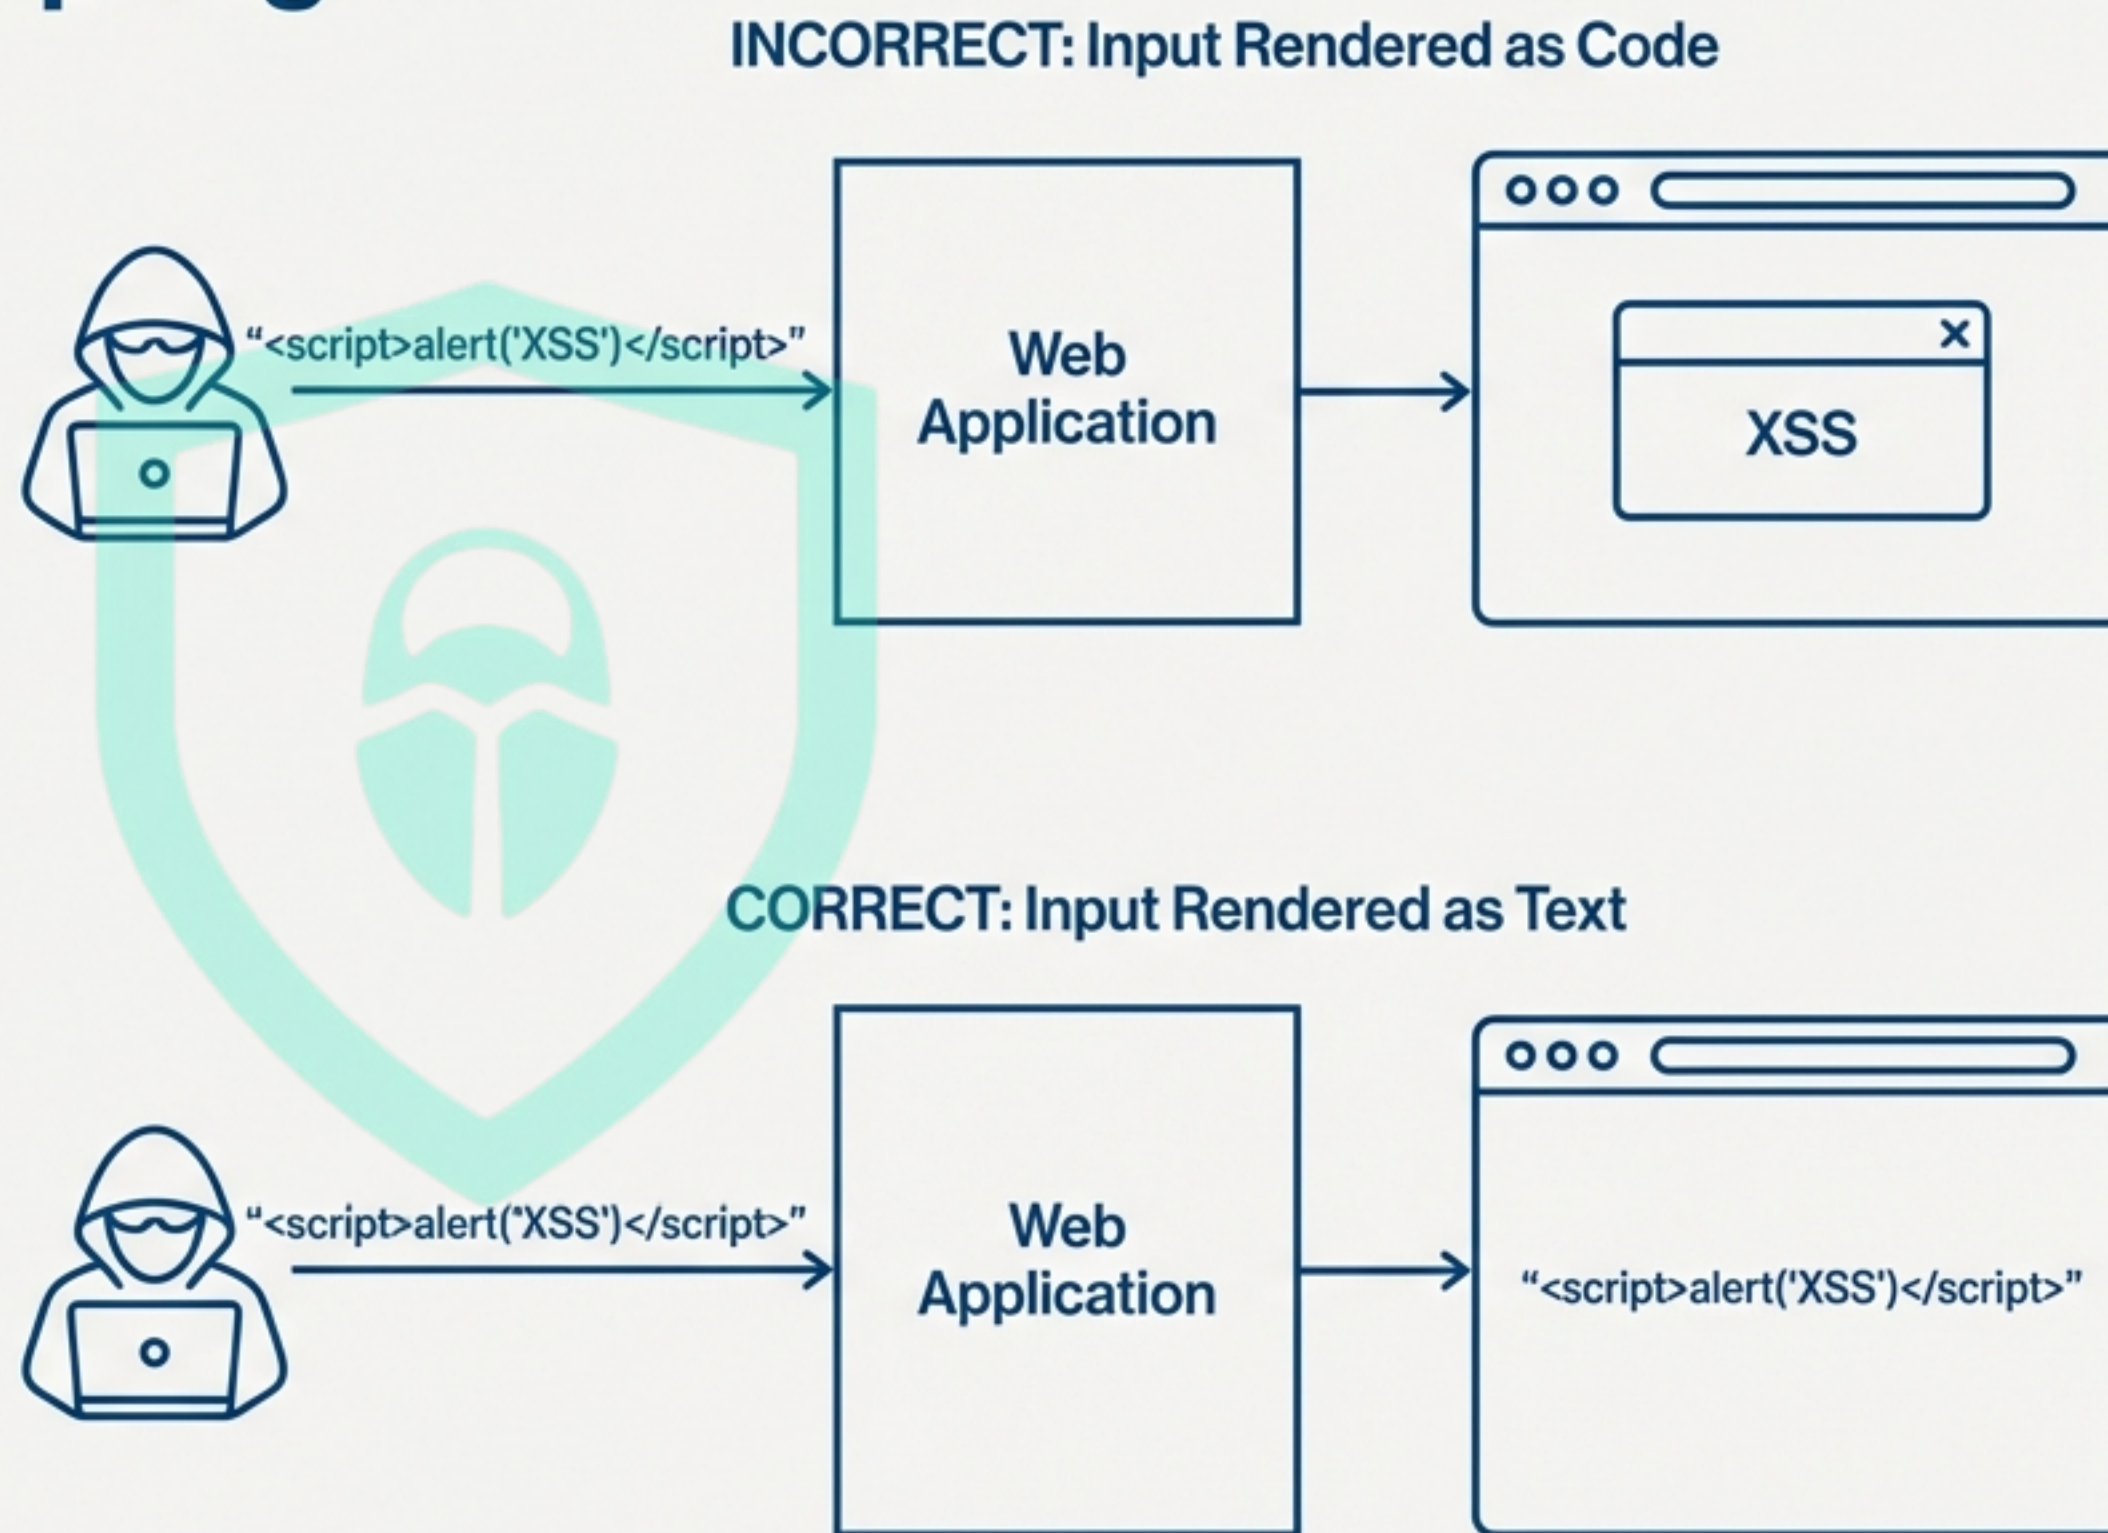 INCORRECT: Input Rendered as Code
“<script>alert('XSS')</script>”
Web
Application
XSS
CORRECT: Input Rendered as Text
“<script>alert('XSS')</script>”
Web
Application
“<script>alert('XSS')</script>”